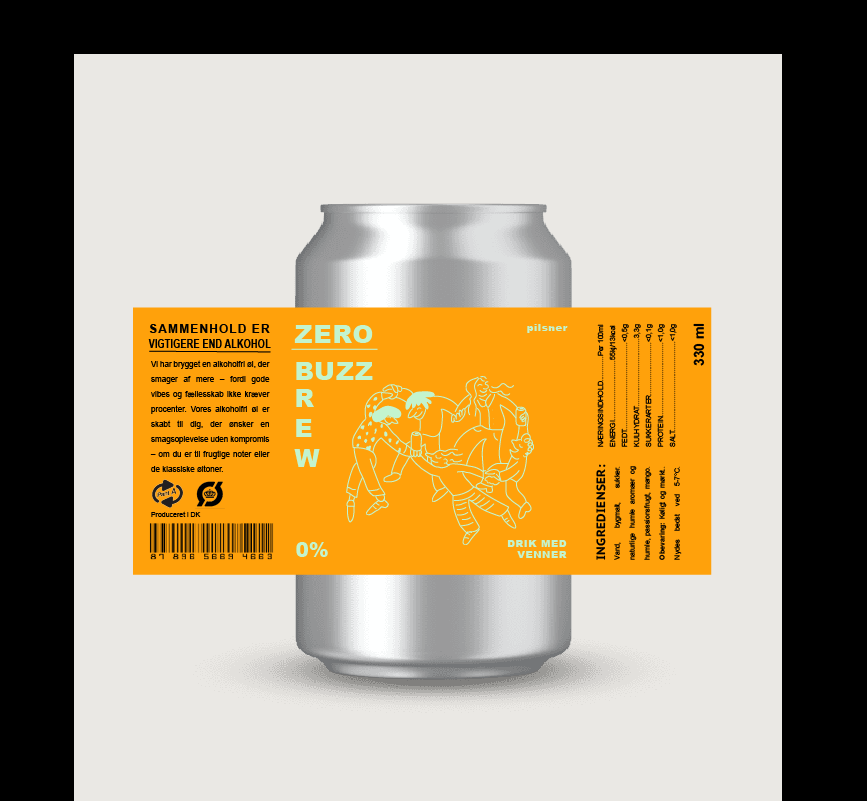 SAMMENHOLD ER
VIGTIGERE END ALKOHOL
Vi har brygget en alkoholfri øl, der
smager af mere – fordi gode
vibes og fællesskab ikke kræver
procenter. Vores alkoholfri øl er
skabt til dig, der ønsker en
smagsoplevelse uden kompromis
– om du er til frugtige noter eller
de klassiske øltoner.
Pant A
Ø
Produceret i DK
87 896 5669 4663
ZERO
BUZZ
R
E
W
0%
pilsner
DRIK MED
VENNER
NÆRINGSINDHOLD..........Per 100ml
ENERGI..........55kj/13kcal
FEDT..........<0,5g
KULHYDRAT..........3,3g
SUKKERARTER..........<0,1g
PROTEIN..........<1,0g
SALT..........<1,0g
INGREDIENSER:
Vand, bygmalt, sukker,
naturlige humle aromaer og
humle, passionsfrugt, mango.
Obevaring: Køligt og mørkt.
Nydes bedst ved 5-7°C.
330 ml